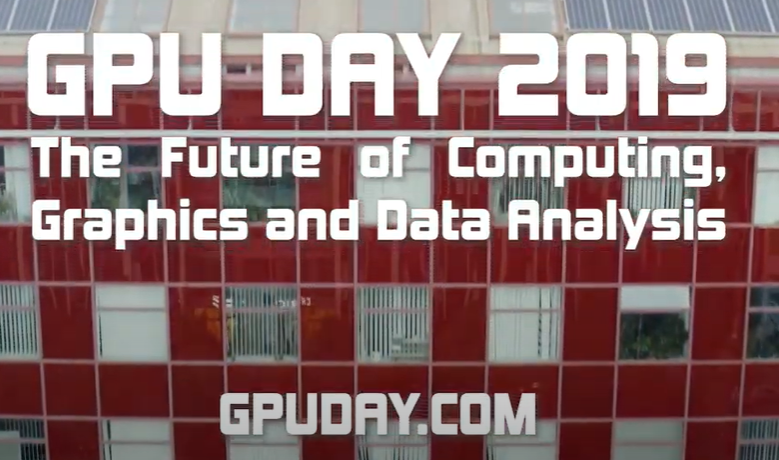 GPU DAY 2019
The Future of Computing,
Graphics and Data Analysis
GPUDAY.COM